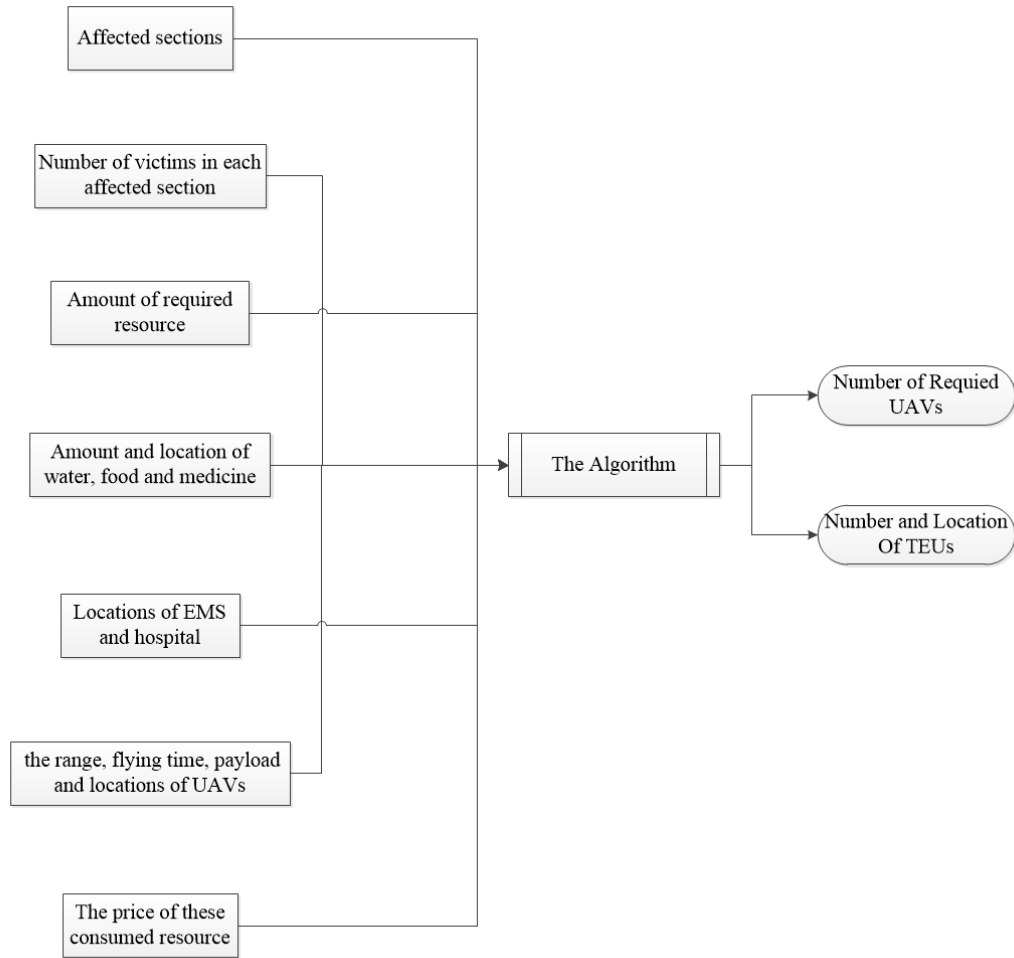 Affected sections
Number of victims in each
affected section
Amount of required
resource
Amount and location of
water, food and medicine
Locations of EMS
and hospital
the range, flying time, payload
and locations of UAVs
The price of these
consumed resource
The Algorithm
Number of Requied
UAVs
Number and Location
Of TEUs